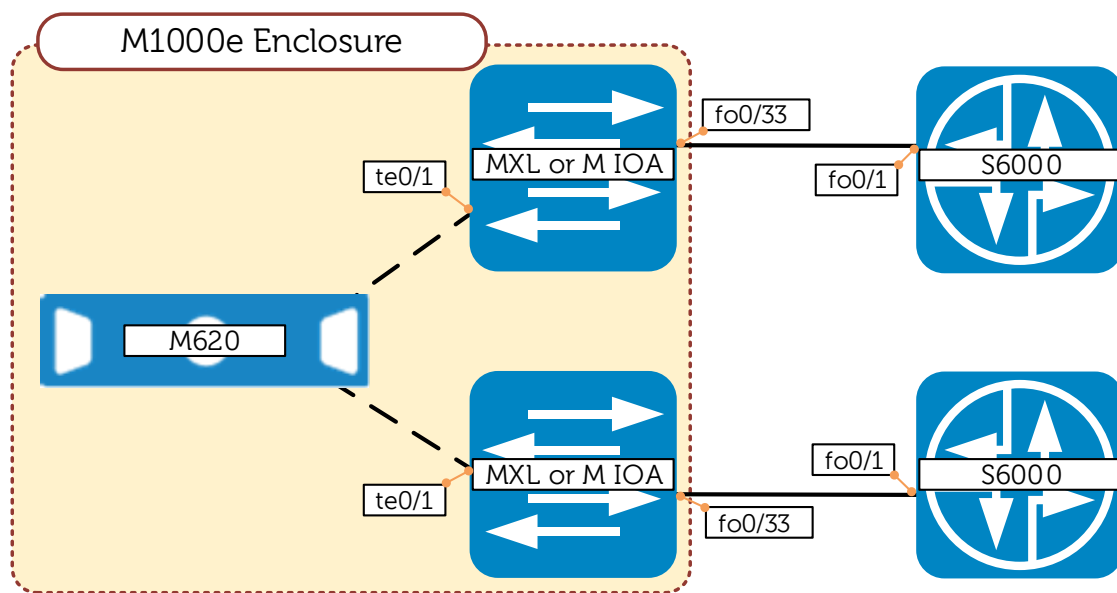 M1000e Enclosure
fo0/33
MXL or M IOA
S6000
te0/1
fo0/1
M620
fo0/1
MXL or M IOA
S6000
te0/1
fo0/33